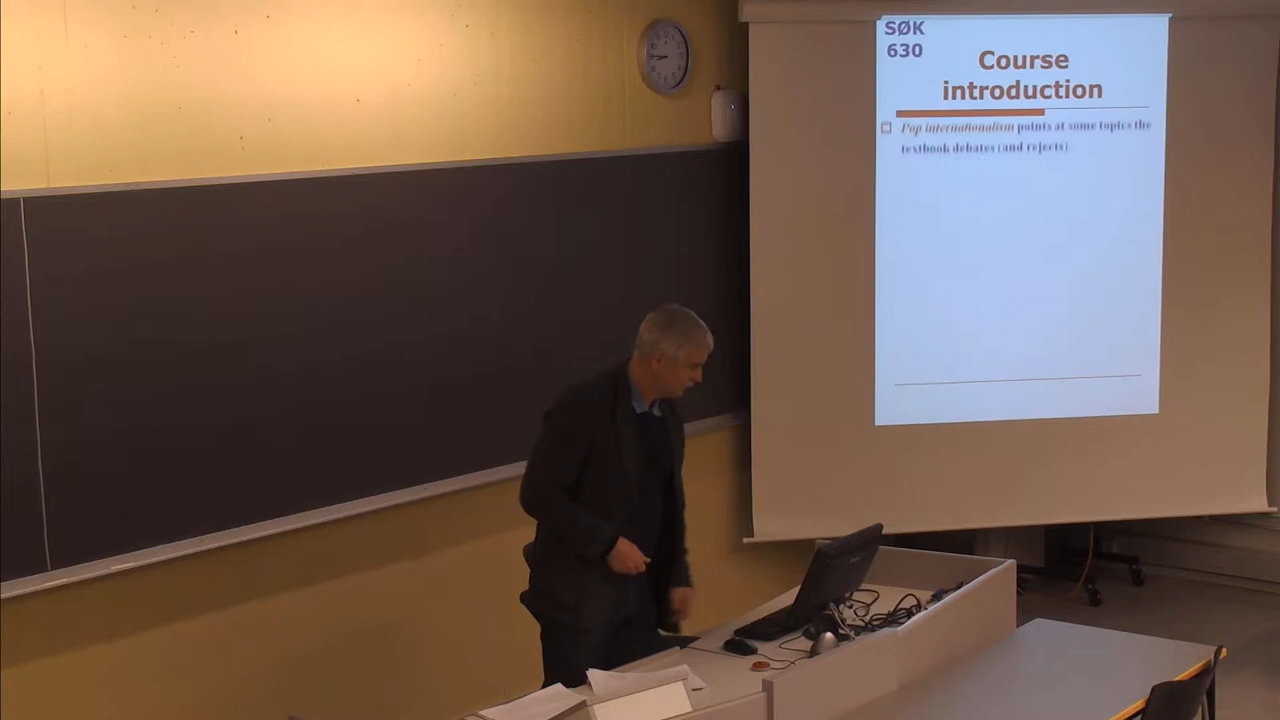 SØK
630
Course
introduction
Pop internationalism points at some topics the
textbook debates (and rejects)